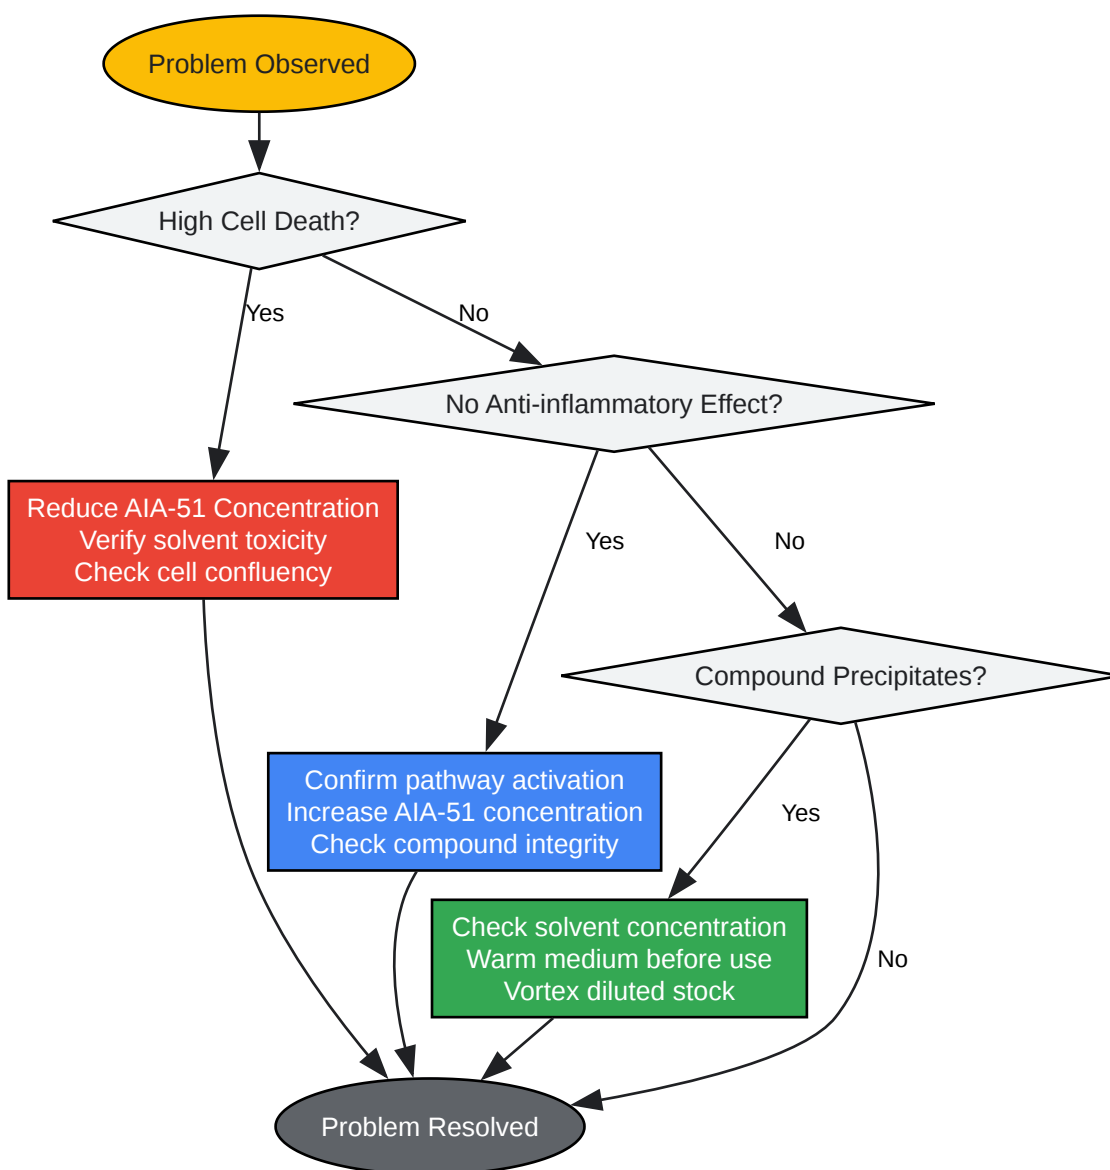 Problem Observed
High Cell Death?
Yes
No
No Anti-inflammatory Effect?
Reduce AIA-51 Concentration
Verify solvent toxicity
Check cell confluency
Yes
No
Compound Precipitates?
Confirm pathway activation
Increase AIA-51 concentration
Check compound integrity
Yes
Check solvent concentration
Warm medium before use
Vortex diluted stock
No
Problem Resolved